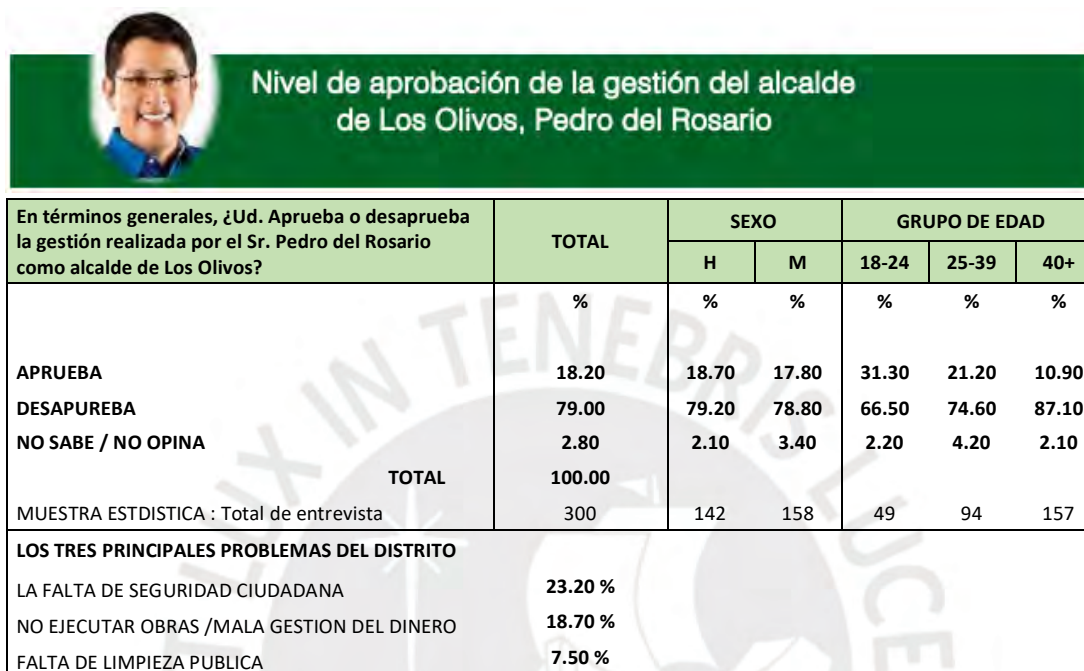 Nivel de aprobación de la gestión del alcalde
de Los Olivos, Pedro del Rosario
En términos generales, ¿Ud. Aprueba o desaprueba
la gestión realizada por el Sr. Pedro del Rosario
como alcalde de Los Olivos?
TOTAL
SEXO
GRUPO DE EDAD
H M 18-24 25-39 40+
% % % % % %
APRUEBA 18.20 18.70 17.80 31.30 21.20 10.90
DESAPUREBA 79.00 79.20 78.80 66.50 74.60 87.10
NO SABE / NO OPINA 2.80 2.10 3.40 2.20 4.20 2.10
TOTAL 100.00
MUESTRA ESTDISTICA : Total de entrevista 300 142 158 49 94 157
LOS TRES PRINCIPALES PROBLEMAS DEL DISTRITO
LA FALTA DE SEGURIDAD CIUDADANA 23.20 %
NO EJECUTAR OBRAS /MALA GESTION DEL DINERO 18.70 %
FALTA DE LIMPIEZA PUBLICA 7.50 %
LUX IN TENEBRIS LUCE